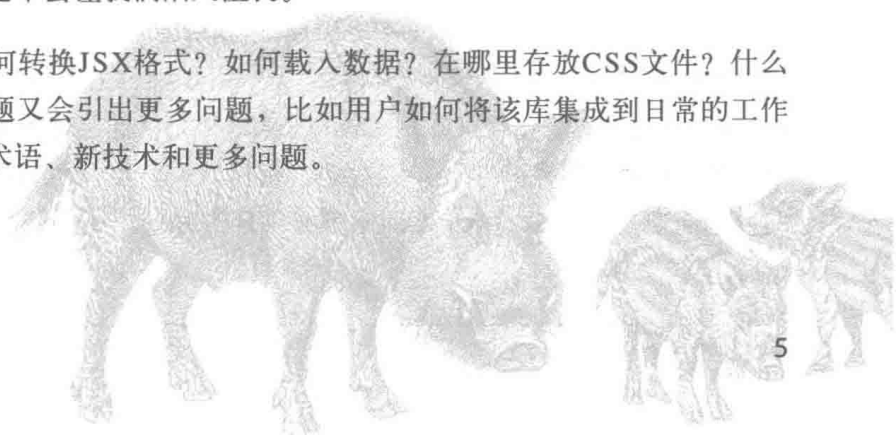 何转换JSX格式？如何载入数据？在哪里存放CSS文件？什么
题又会引出更多问题，比如用户如何将该库集成到日常的工作
术语、新技术和更多问题。
5